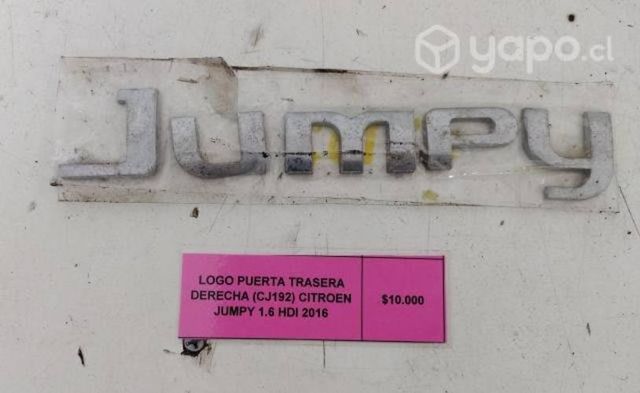 yapo.cl
Jumpy
LOGO PUERTA TRASERA
DERECHA (CJ192) CITROEN
JUMPY 1.6 HDI 2016
$10.000